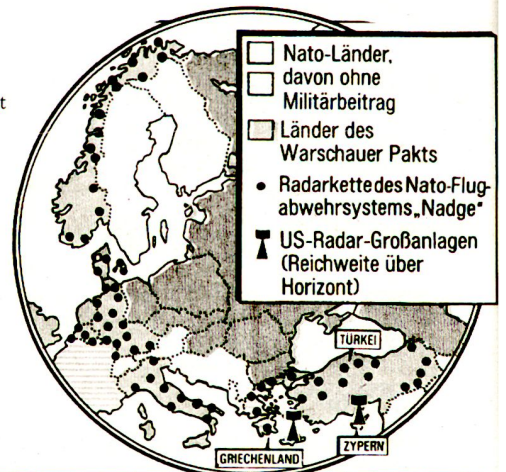 t
Nato-Länder,
davon ohne
Militärbeitrag
Länder des
Warschauer Pakts
Radarkette des Nato-Flug-
abwehrsystems „Nadge"
US-Radar-Großanlagen
(Reichweite über
Horizont)
TÜRKEI
GRIECHENLAND
ZYPERN